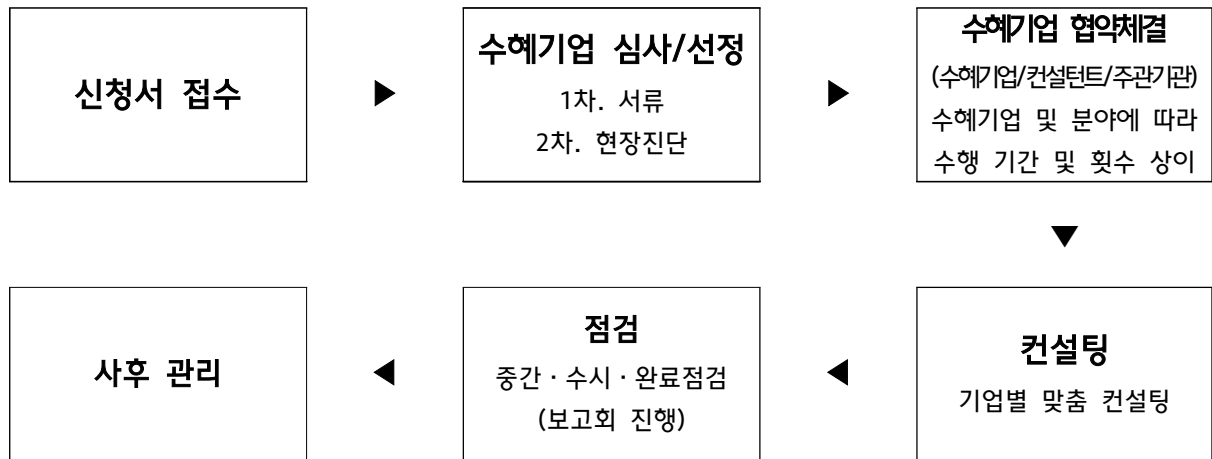 신청서 접수
▶
수혜기업 심사/선정
1차. 서류
2차. 현장진단
▶
수혜기업 협약체결
(수혜기업/컨설턴트/주관기관)
수혜기업 및 분야에 따라
수행 기간 및 횟수 상이
▼
컨설팅
기업별 맞춤 컨설팅
◀
점검
중간 · 수시 · 완료점검
(보고회 진행)
◀
사후 관리